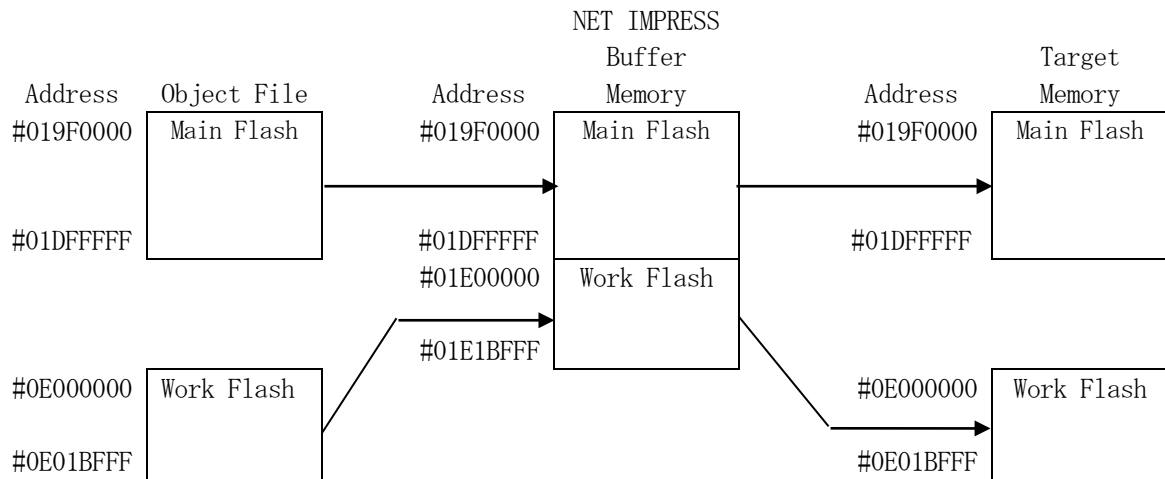 NET IMPRESS
Buffer Target
Address Object File Address Memory Address Memory
#019F0000 Main Flash #019F0000 Main Flash #019F0000 Main Flash
#01DFFFFF #01DFFFFF #01DFFFFF
#01E00000 Work Flash
#01E1BFFF
#0E000000 Work Flash #0E000000 Work Flash
#0E01BFFF #0E01BFFF